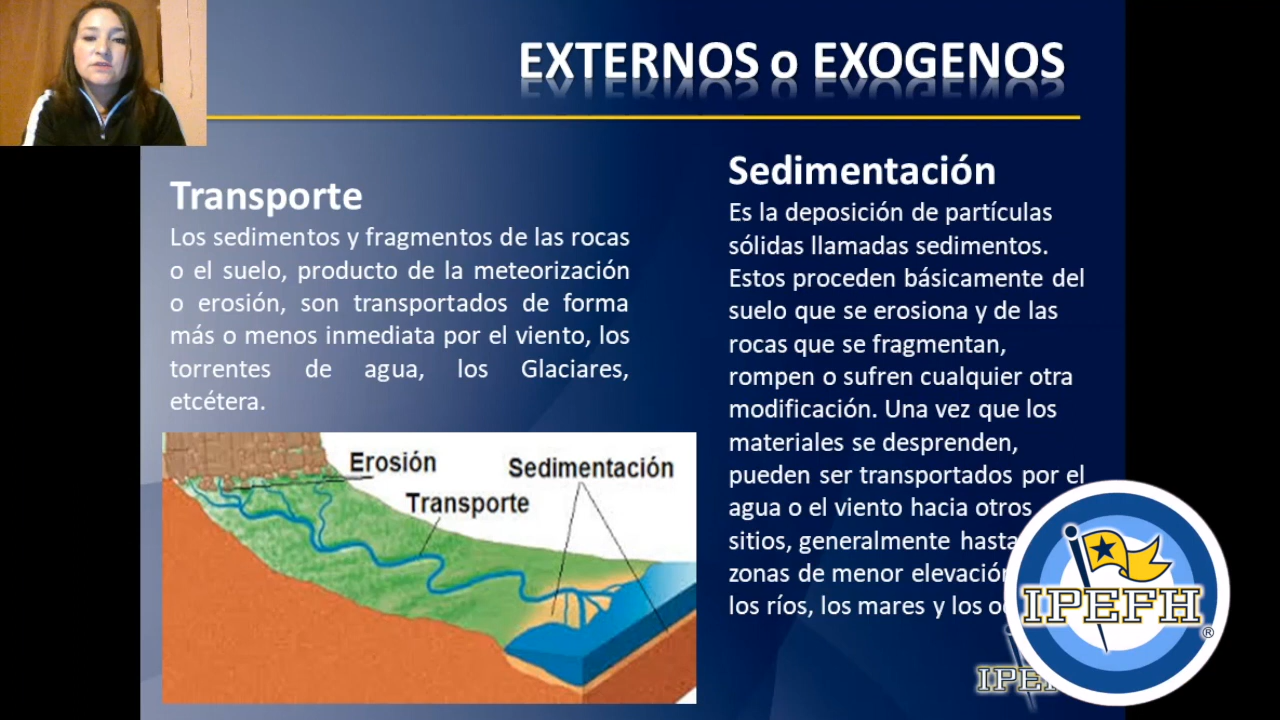 EXTERNOS o EXOGENOS
Transporte
Los sedimentos y fragmentos de las rocas
o el suelo, producto de la meteorización
o erosión, son transportados de forma
más o menos inmediata por el viento, los
torrentes de agua, los Glaciares,
etcétera.
Erosión
Sedimentación
Transporte
Sedimentación
Es la deposición de partículas
sólidas llamadas sedimentos.
Estos proceden básicamente del
suelo que se erosiona y de las
rocas que se fragmentan,
rompen o sufren cualquier otra
modificación. Una vez que los
materiales se desprenden,
pueden ser transportados por el
agua o el viento hacia otros
sitios, generalmente hasta
zonas de menor elevación
los ríos, los mares y los
IPEFH
®